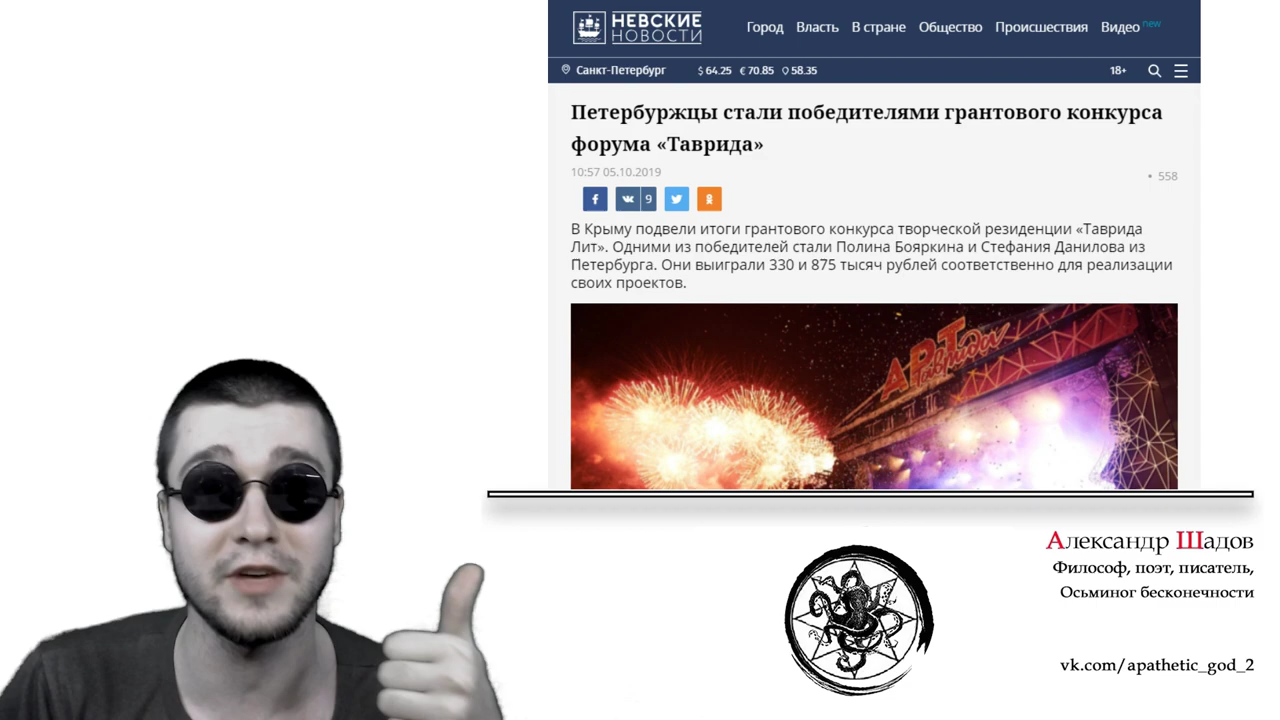 НЕВСКИЕ
НОВОСТИ
Город Власть В стране Общество Происшествия Видео new
Санкт-Петербург $ 64.25 € 70.85 58.35 18+
Петербуржцы стали победителями грантового конкурса
форума «Таврида»
10:57 05.10.2019
558
9
В Крыму подвели итоги грантового конкурса творческой резиденции «Таврида
Лит». Одними из победителей стали Полина Бояркина и Стефания Данилова из
Петербурга. Они выиграли 330 и 875 тысяч рублей соответственно для реализации
своих проектов.
АРТ
Таврида
Александр Шадов
Философ, поэт, писатель,
Осьминог бесконечности
vk.com/apathetic_god_2